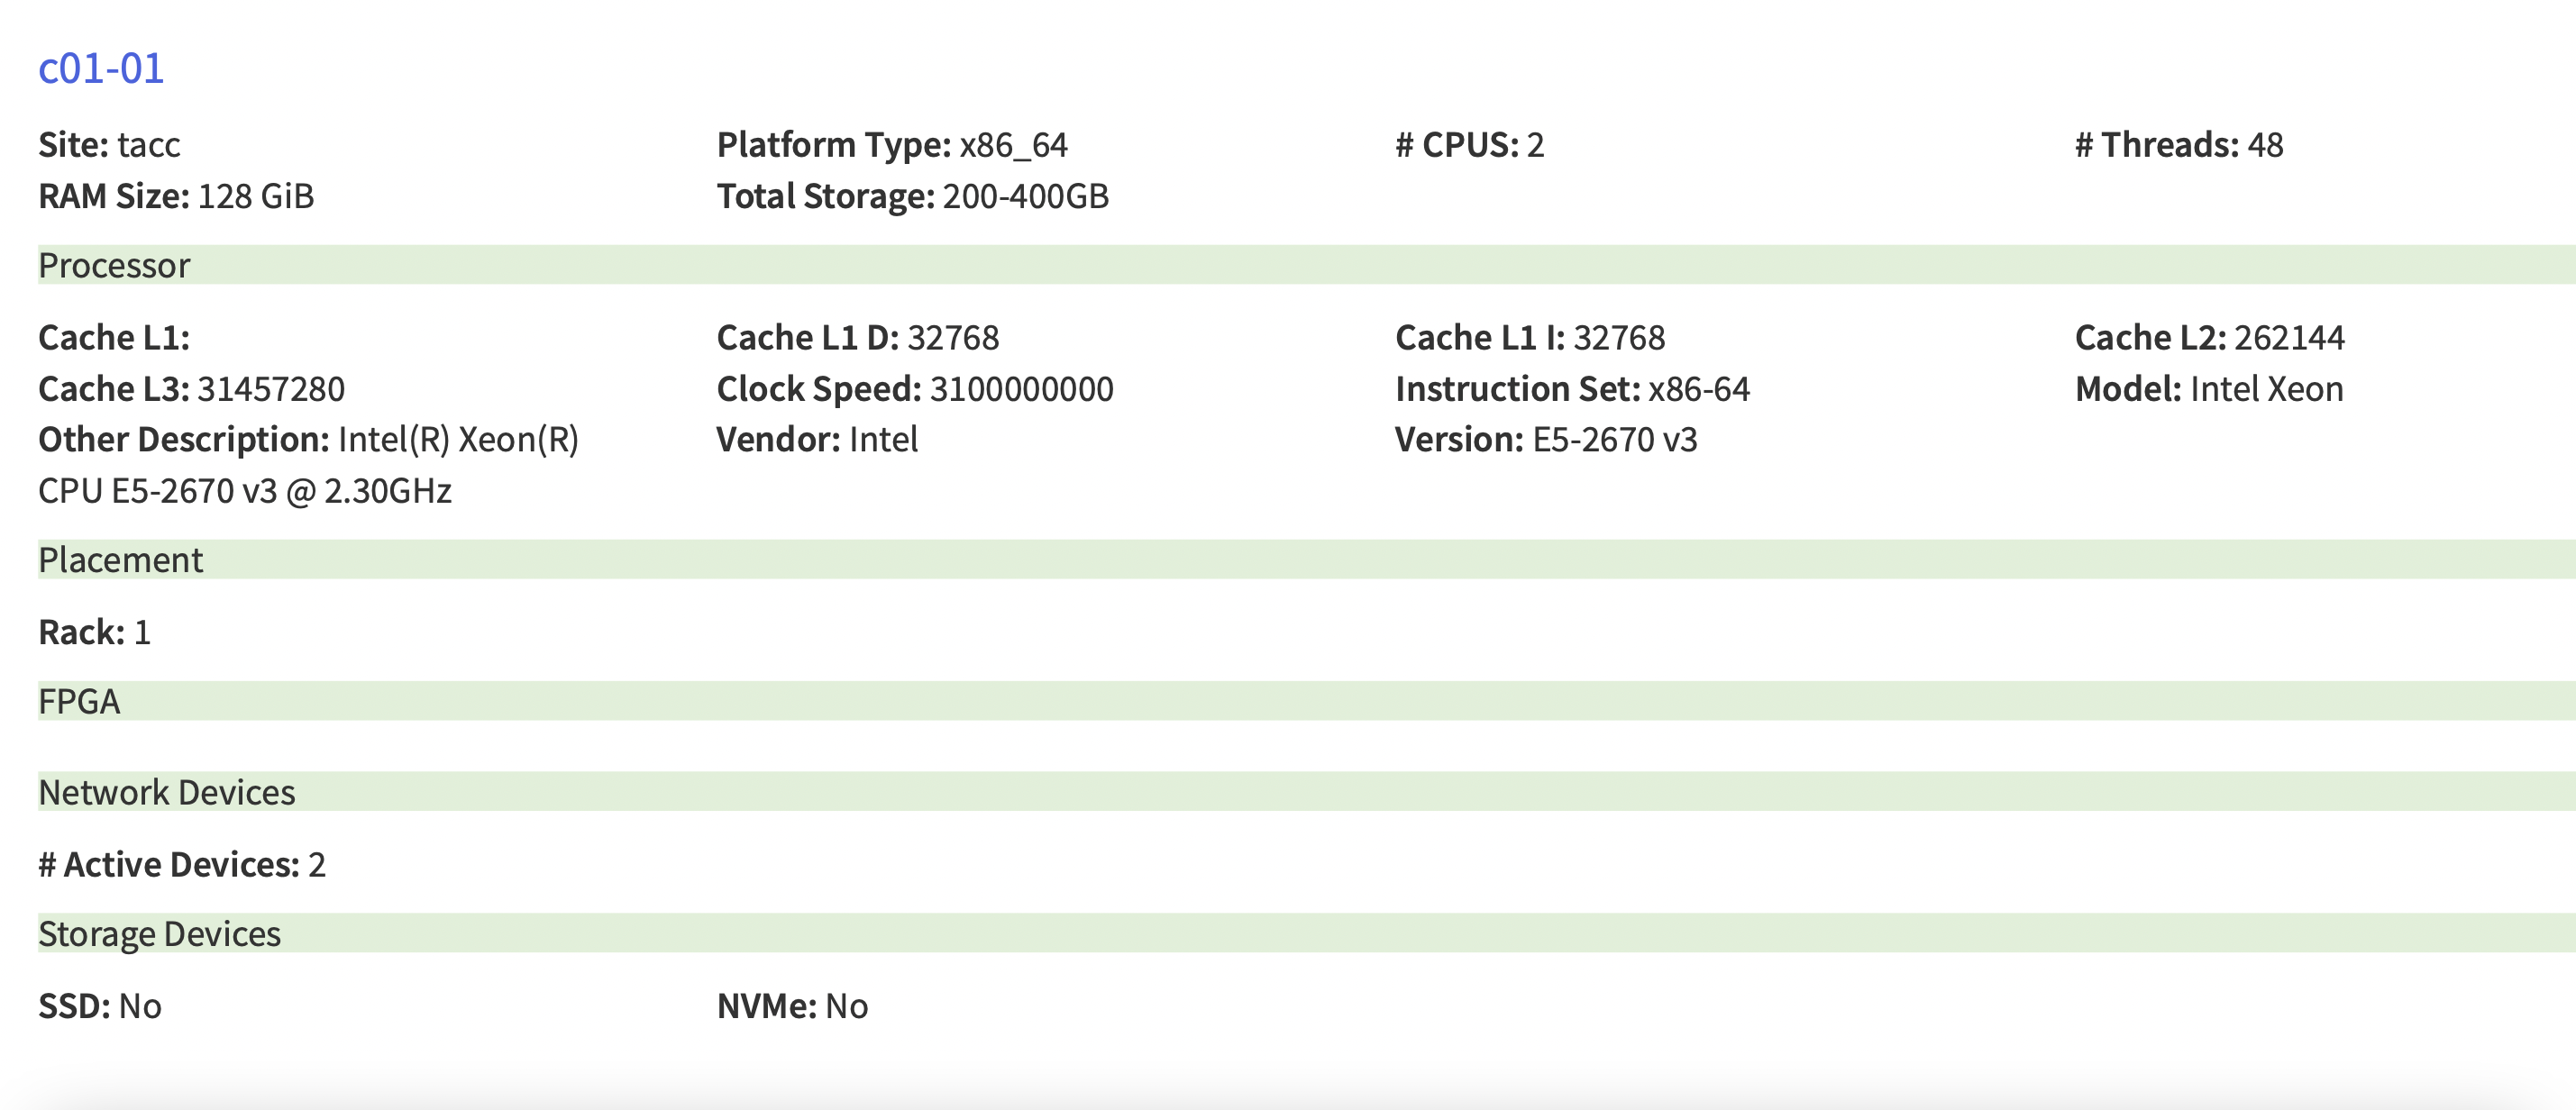 c01-01
Site: tacc Platform Type: x86_64 # CPUS: 2 # Threads: 48
RAM Size: 128 GiB Total Storage: 200-400GB
Processor
Cache L1: Cache L1 D: 32768 Cache L1 I: 32768 Cache L2: 262144
Cache L3: 31457280 Clock Speed: 3100000000 Instruction Set: x86-64 Model: Intel Xeon
Other Description: Intel(R) Xeon(R) Vendor: Intel Version: E5-2670 v3
CPU E5-2670 v3 @ 2.30GHz
Placement
Rack: 1
FPGA
Network Devices
# Active Devices: 2
Storage Devices
SSD: No NVMe: No